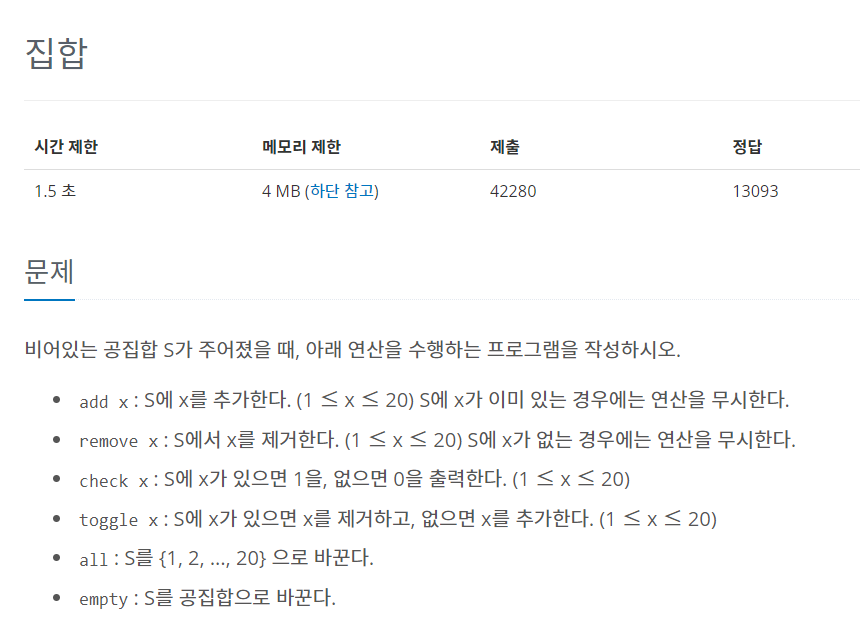 집합
시간 제한 메모리 제한 제출 정답
1.5 초 4 MB (하단 참고) 42280 13093
문제
비어있는 공집합 S가 주어졌을 때, 아래 연산을 수행하는 프로그램을 작성하시오.
• add x : S에 x를 추가한다. (1 ≤ x ≤ 20) S에 x가 이미 있는 경우에는 연산을 무시한다.
• remove x : S에서 x를 제거한다. (1 ≤ x ≤ 20) S에 x가 없는 경우에는 연산을 무시한다.
• check x : S에 x가 있으면 1을, 없으면 0을 출력한다. (1 ≤ x ≤ 20)
• toggle x : S에 x가 있으면 x를 제거하고, 없으면 x를 추가한다. (1 ≤ x ≤ 20)
• all : S를 {1, 2, ..., 20} 으로 바꾼다.
• empty : S를 공집합으로 바꾼다.